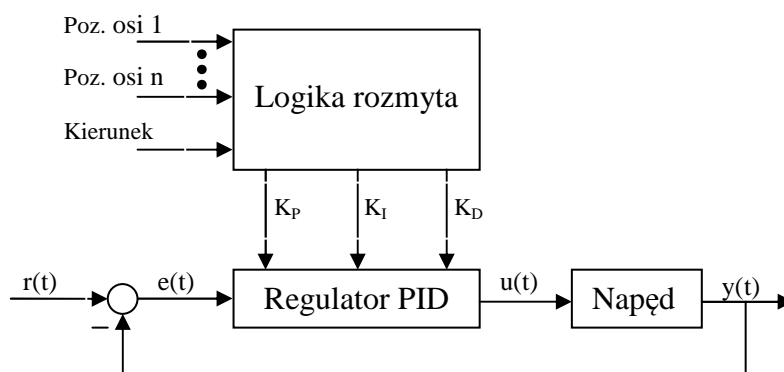 Poz. osi 1
Poz. osi n
Kierunek
Logika rozmyta
K_P K_I K_D
r(t) e(t) Regulator PID u(t) Napęd y(t)
−